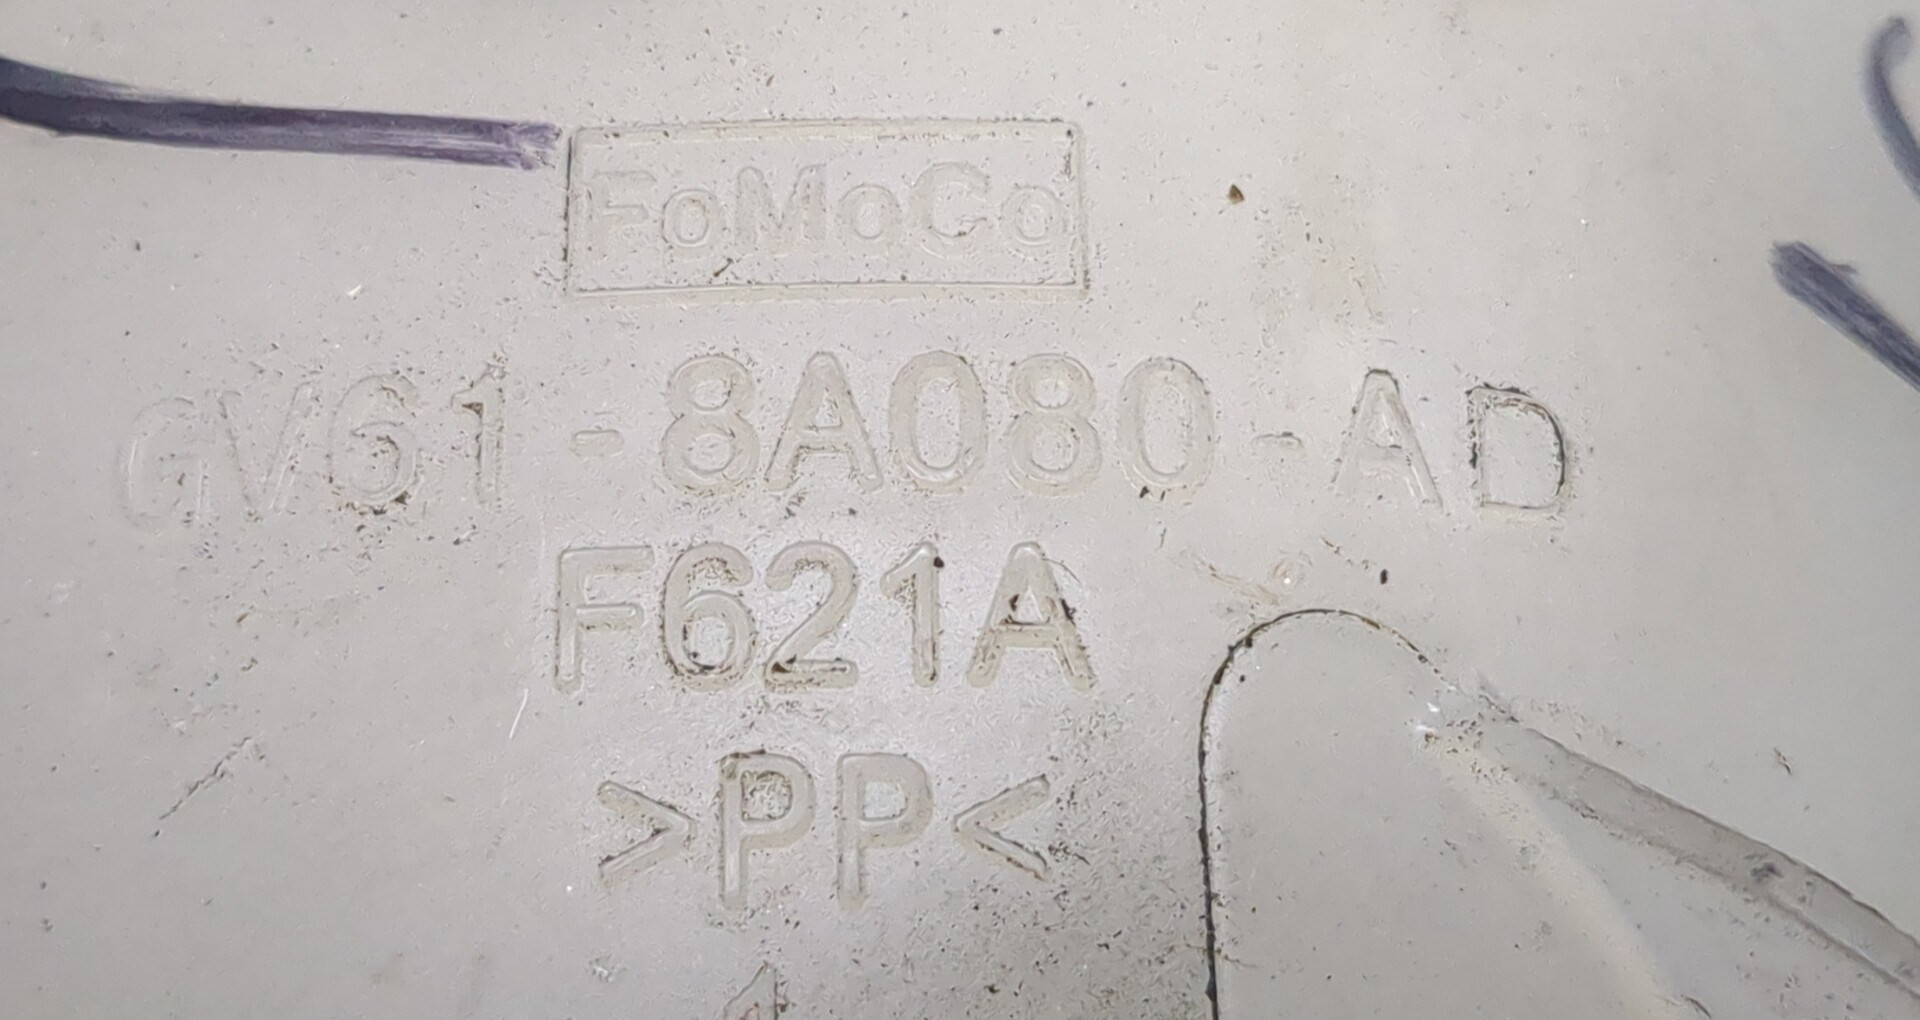 FoMoCo
GV61-8A080-AD
F621A
>PP<